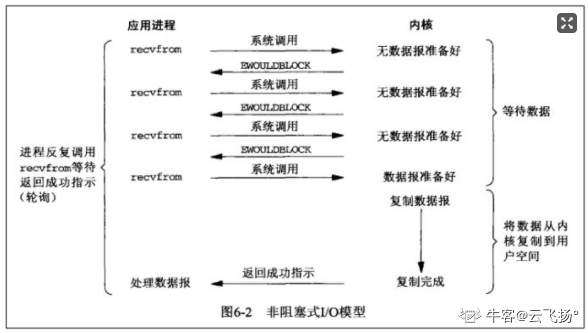 应用进程 内核
recvfrom 系统调用 无数据报准备好
EWOULDBLOCK
recvfrom 系统调用 无数据报准备好
EWOULDBLOCK
recvfrom 系统调用 无数据报准备好
EWOULDBLOCK
recvfrom 系统调用 数据报准备好
等待数据
进程反复调用
recvfrom等待
返回成功指示
(轮询)
复制数据报
将数据从内
核复制到用
户空间
处理数据报 返回成功指示 复制完成
图6-2 非阻塞式I/O模型
牛客@云飞扬°